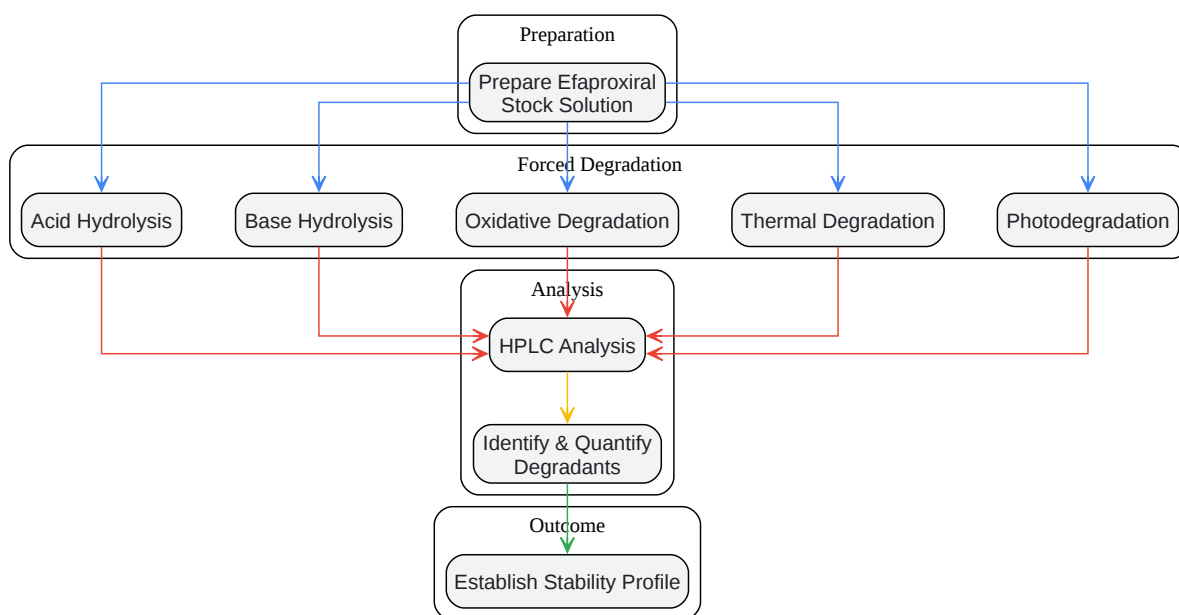 Preparation
Prepare Efaproxiral
Stock Solution
Forced Degradation
Acid Hydrolysis
Base Hydrolysis
Oxidative Degradation
Thermal Degradation
Photodegradation
Analysis
HPLC Analysis
Identify & Quantify
Degradants
Outcome
Establish Stability Profile